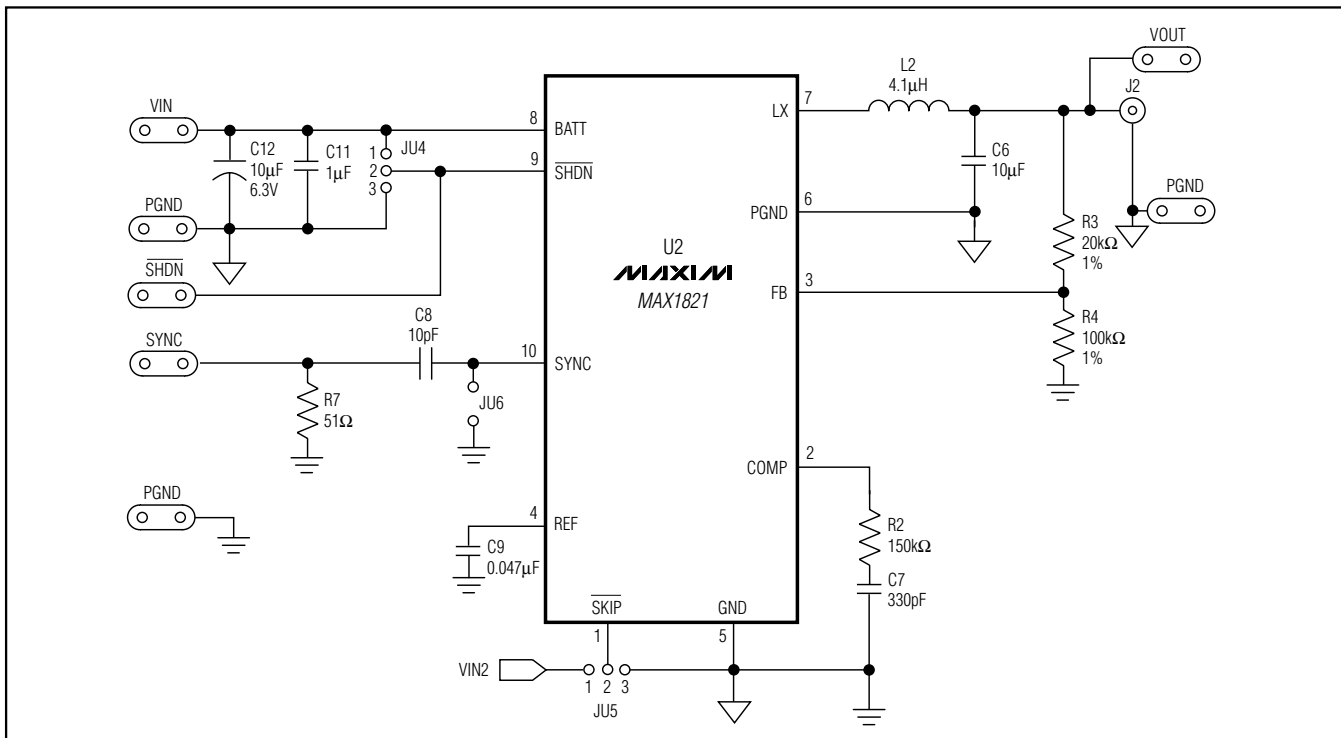 VIN
C12
10μF
6.3V
C11
1μF
1
2
3
JU4
PGND
SHDN
SYNC
R7
51Ω
C8
10pF
JU6
PGND
C9
0.047μF
VIN2
1 2 3
JU5
8
BATT
9
SHDN
10
SYNC
4
REF
SKIP
1
GND
5
U2
MAXIM
MAX1821
LX
7
PGND
6
FB
3
COMP
2
L2
4.1μH
C6
10μF
VOUT
J2
PGND
R3
20kΩ
1%
R4
100kΩ
1%
R2
150kΩ
C7
330pF